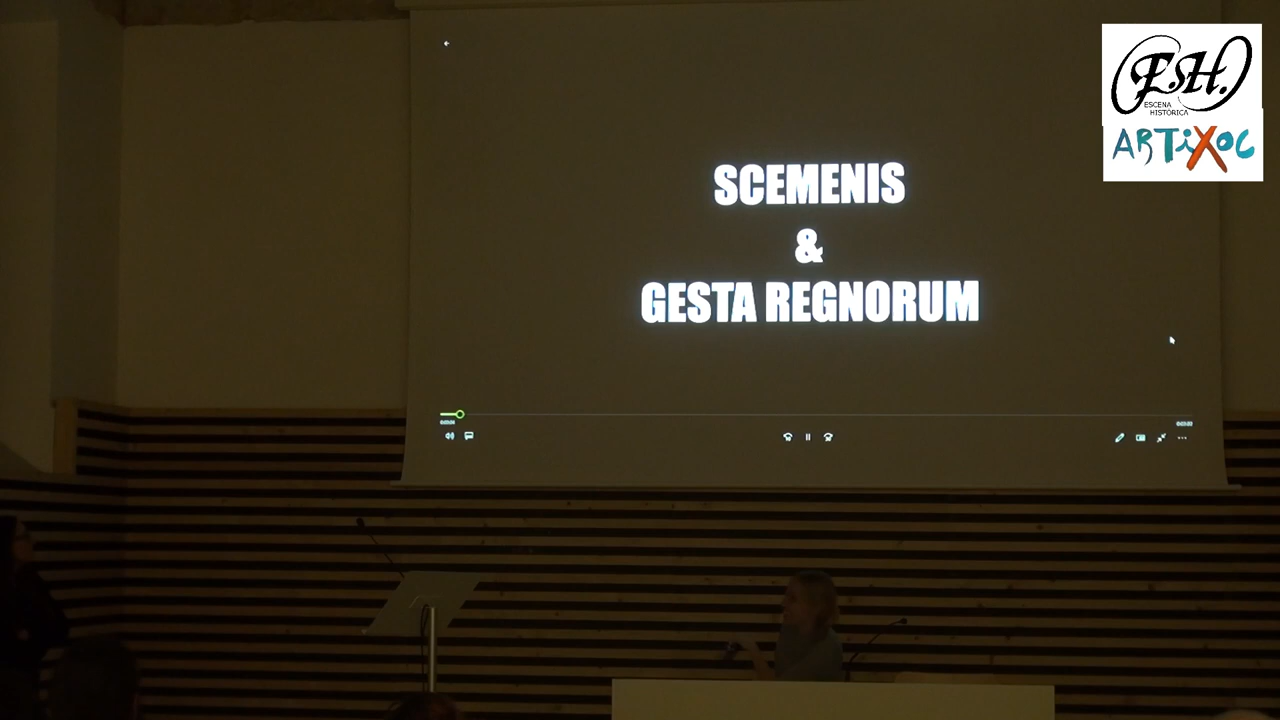 E.S.H.
ESCENA
HISTÓRICA
ARTiXOC
SCEMENIS
&
GESTA REGNORUM